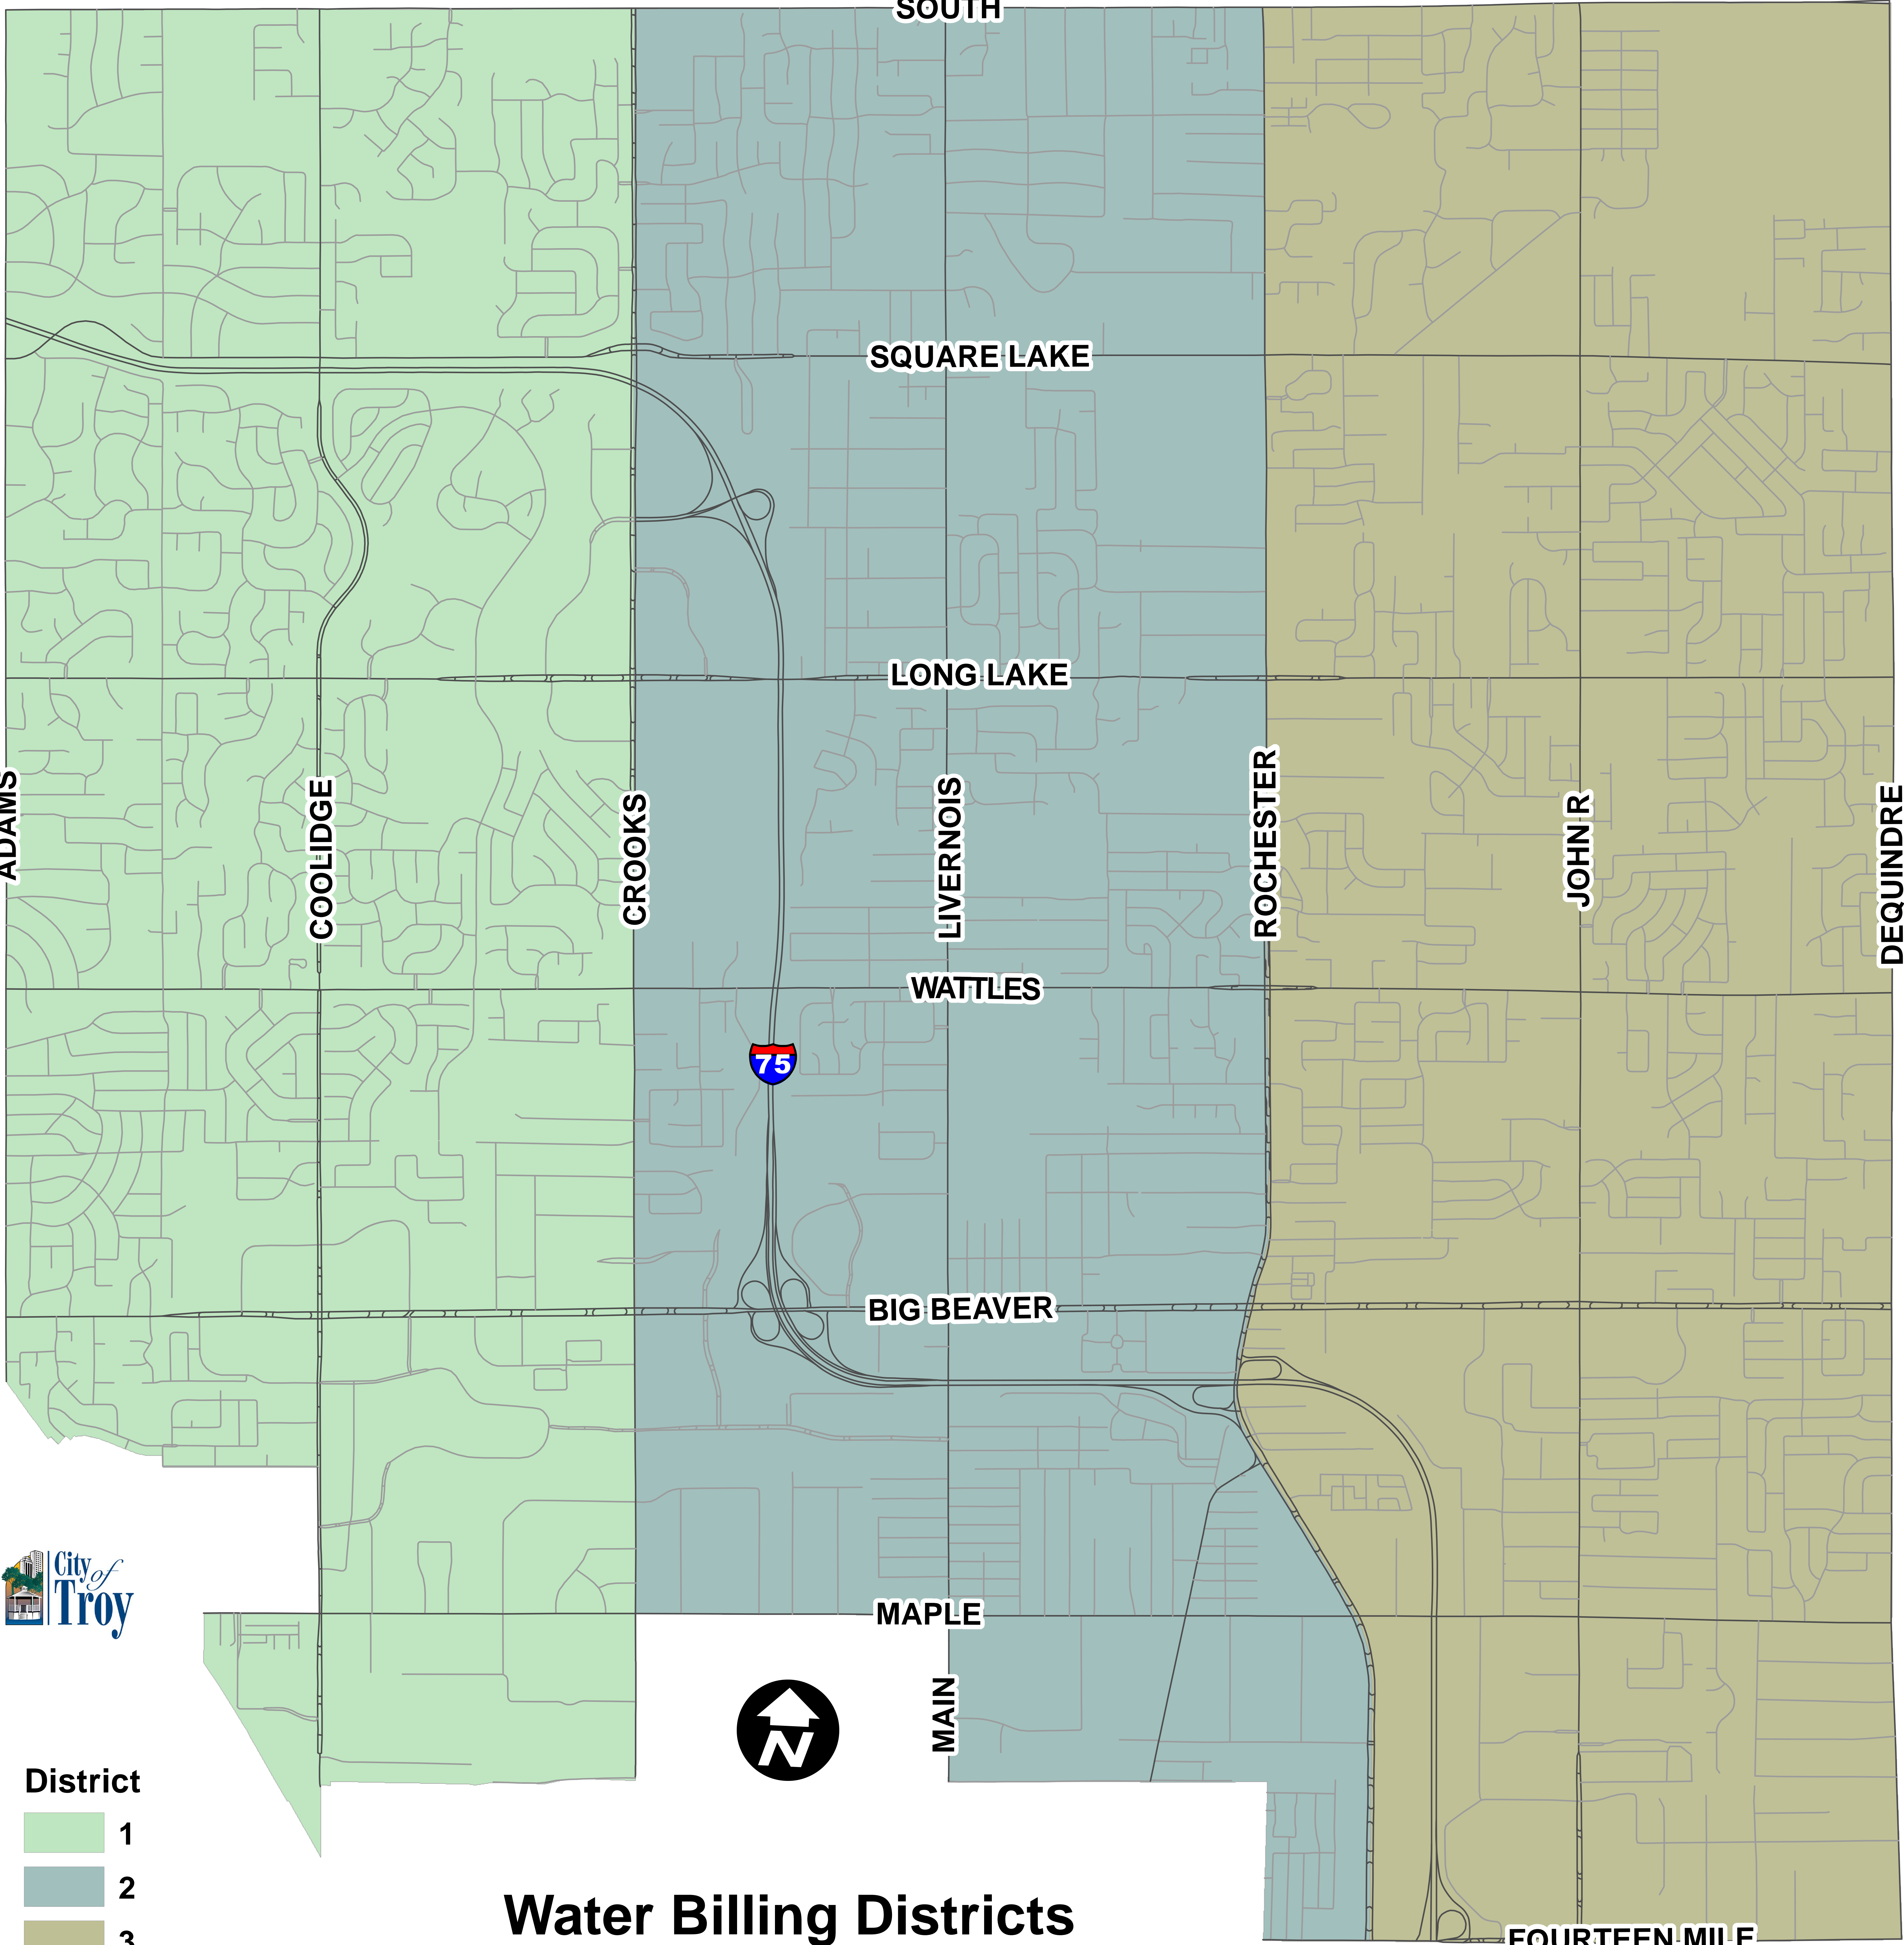 SOUTH
SQUARE LAKE
LONG LAKE
ADAMS
COOLIDGE
CROOKS
LIVERNOIS
ROCHESTER
JOHN R
DEQUINDRE
WATTLES
75
BIG BEAVER
City of
Troy
MAPLE
MAIN
N
District
1
2
3
Water Billing Districts
FOURTEEN MILE